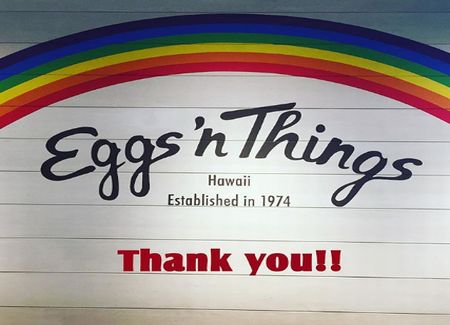 Eggs'n Things
Hawaii
Established in 1974
Thank you!!